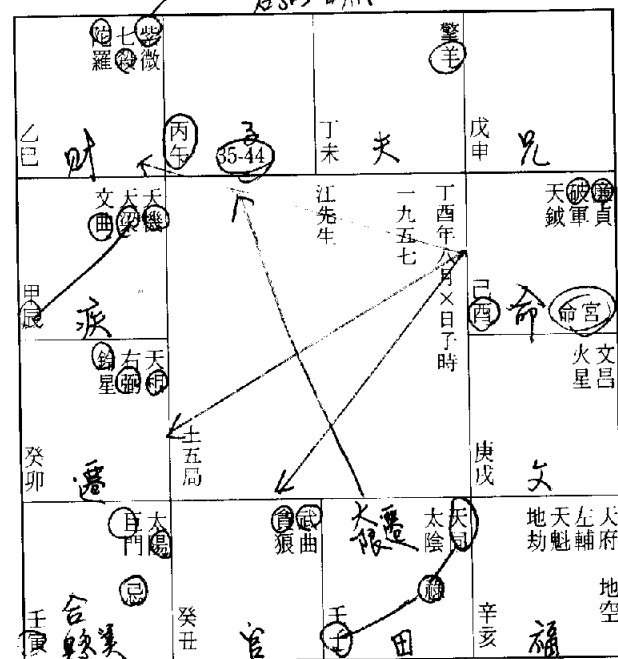 紫微
七殺
陀羅
乙巳
財
丙午
子
35-44
擎羊
丁未
夫
戊申
兄
天機
天梁
文曲
甲辰
疾
丁酉年八月×日子時
一九五七
江先生
土五局
廉貞
破軍
天鉞
己酉
命
命宮
天相
右弼
鈴星
癸卯
遷
文昌
火星
庚戌
父
太陽
巨門
忌
壬寅
武曲
貪狼
癸丑
官
大限
遷
天同
太陰
祿
壬子
田
天府
左輔
天魁
地劫
地空
辛亥
福